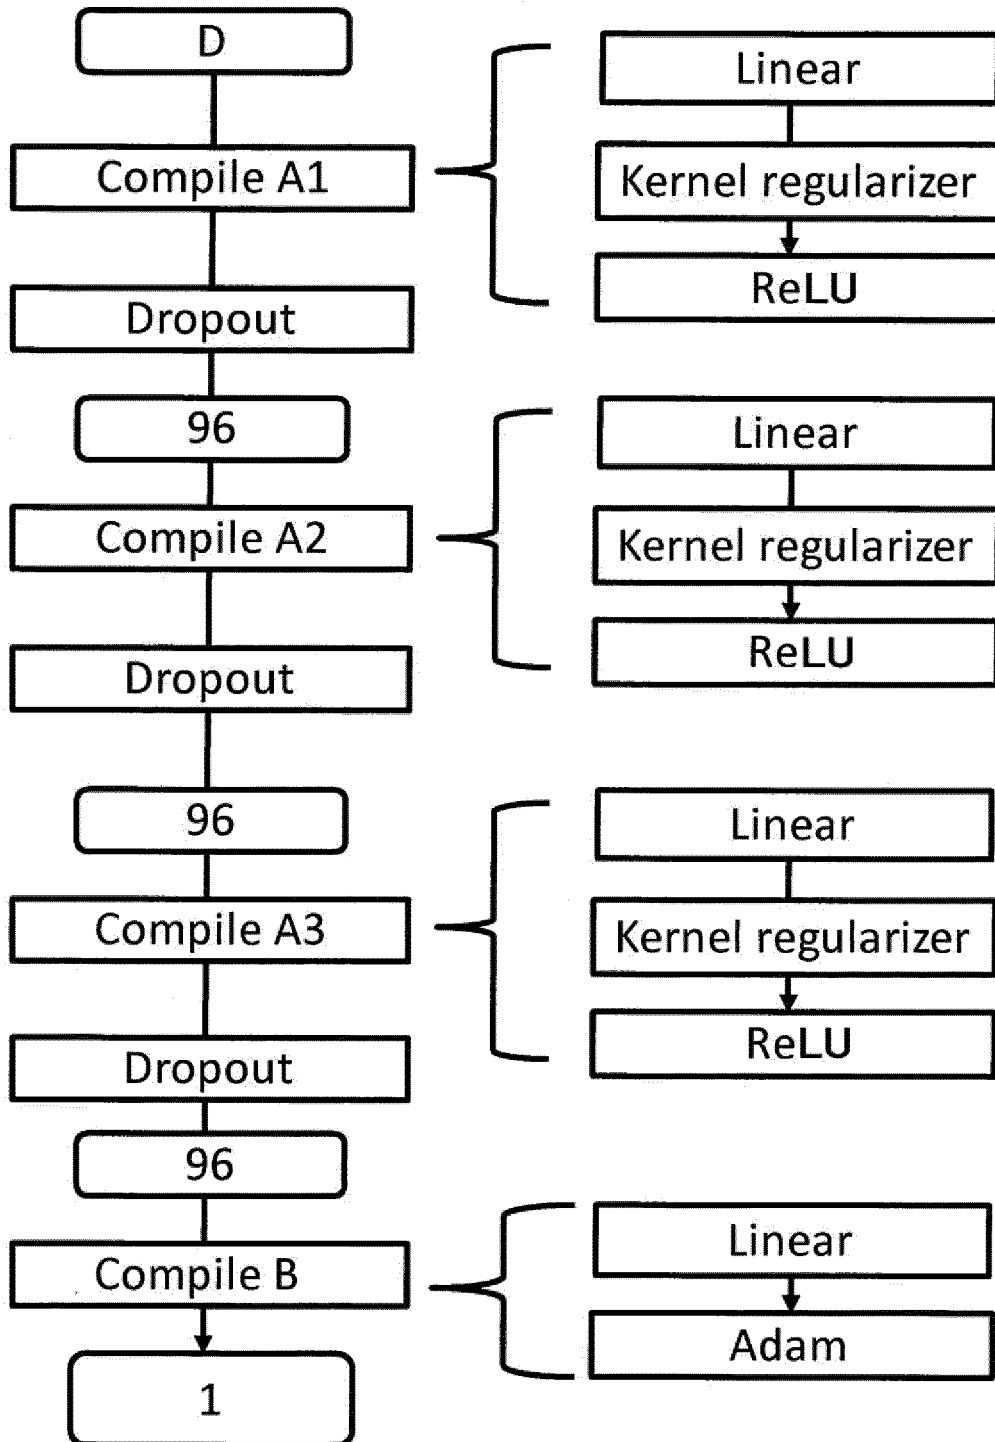 D
Compile A1
Linear
Kernel regularizer
ReLU
Dropout
96
Compile A2
Linear
Kernel regularizer
ReLU
Dropout
96
Compile A3
Linear
Kernel regularizer
ReLU
Dropout
96
Compile B
Linear
Adam
1